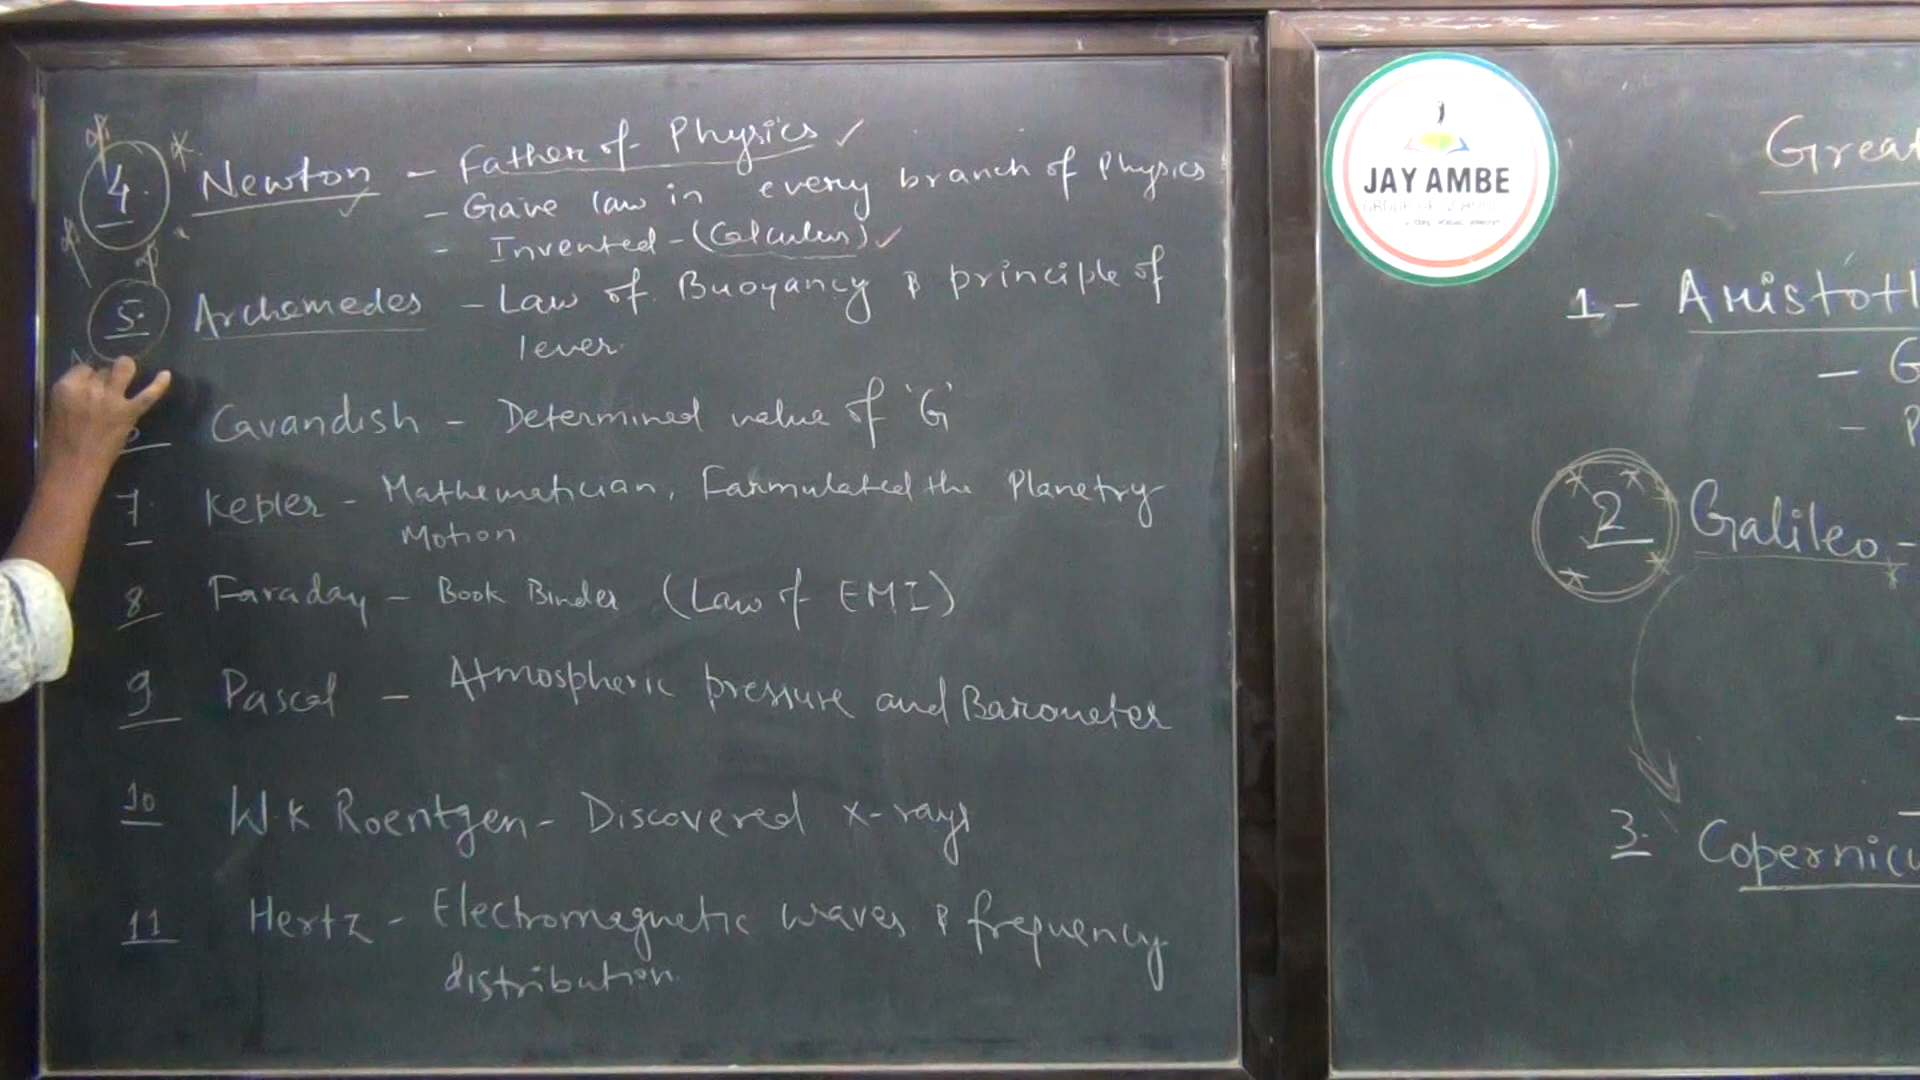 4. Newton - Father of Physics ✓
- Gave law in every branch of Physics
- Invented - (Calculus) ✓
5. Archemedes - Law of Buoyancy & principle of
lever.
Cavandish - Determined value of 'G'
7. Kepler - Mathematician, Farmulated the Planetry
Motion
8. Faraday - Book Binder (Law of EMI)
9 Pascal - Atmospheric pressure and Barometer
10 W.K Roentgen - Discovered X-rays
11 Hertz - Electromagnetic waves & frequency
distribution.
JAY AMBE
Great
1. - Aristotl
- G
- P
2 Galileo -
3. Copernicu